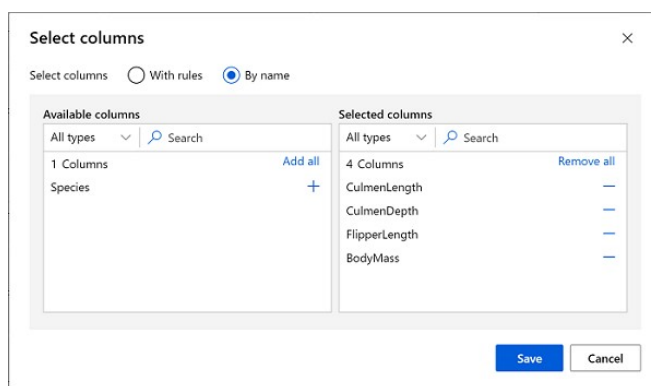 Select columns
Select columns With rules By name
Available columns
All types Search
1 Columns Add all
Species
Selected columns
All types Search
4 Columns Remove all
CulmenLength
CulmenDepth
FlipperLength
BodyMass
Save Cancel